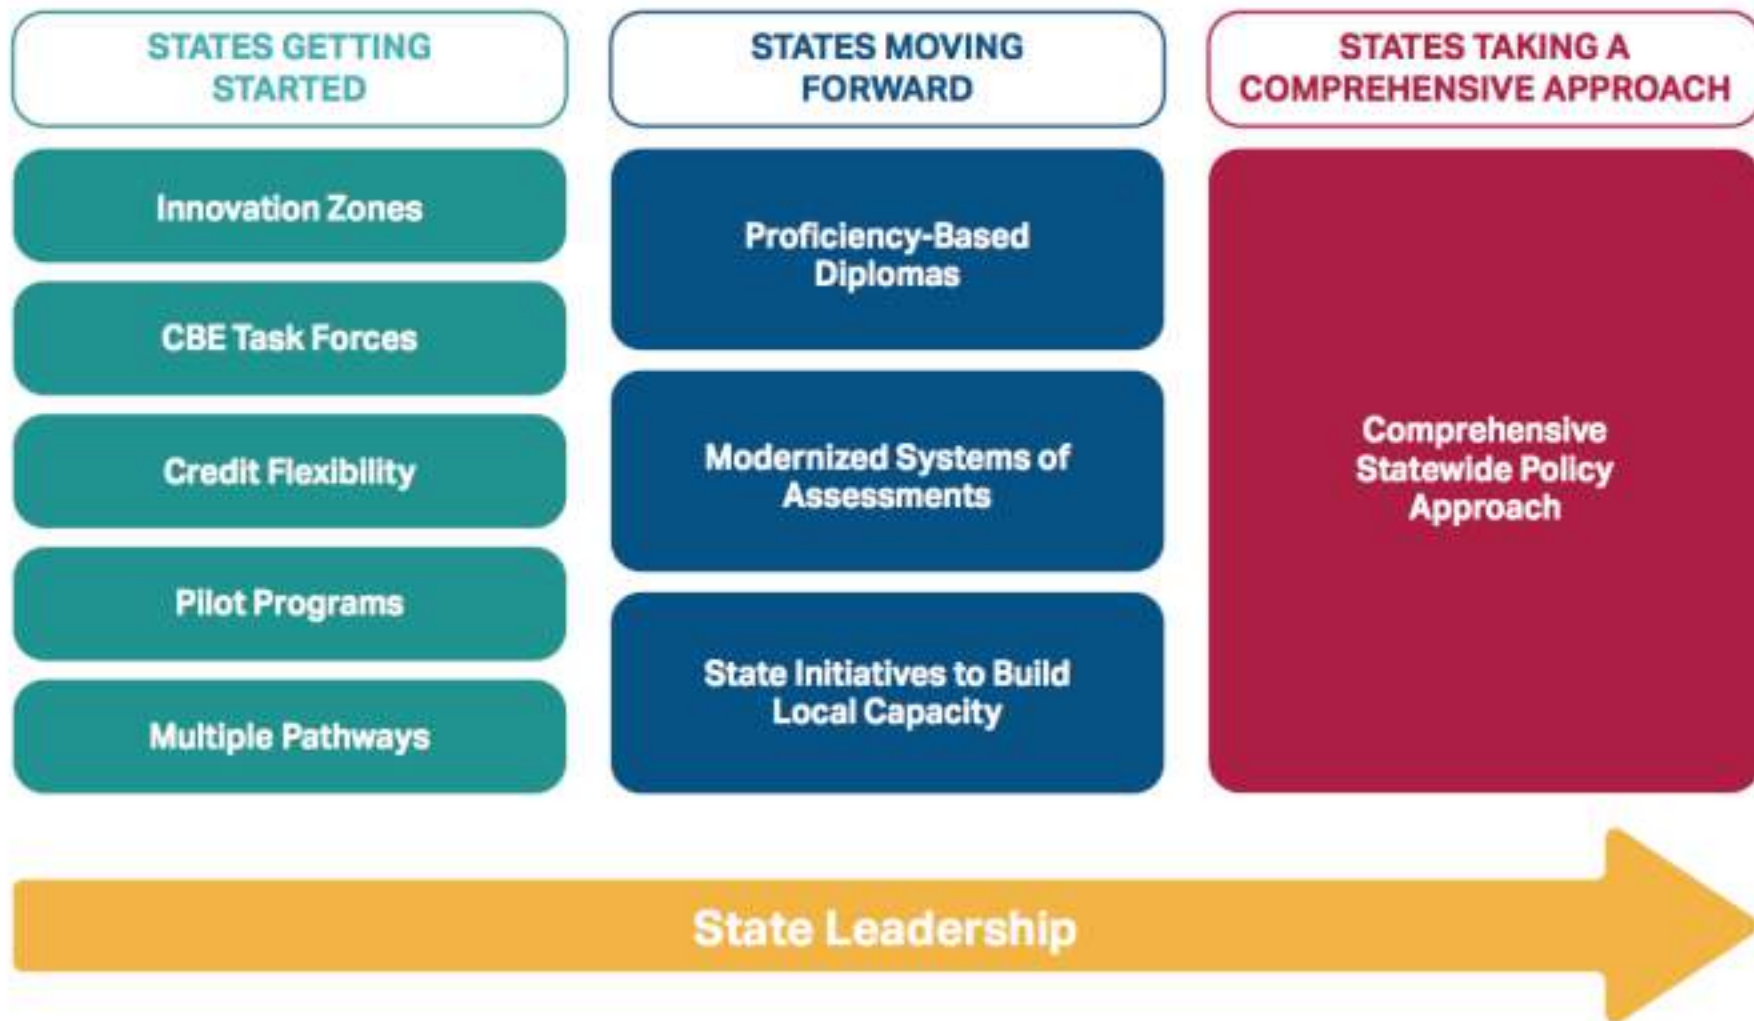 STATES GETTING
STARTED
Innovation Zones
CBE Task Forces
Credit Flexibility
Pilot Programs
Multiple Pathways
STATES MOVING
FORWARD
Proficiency-Based
Diplomas
Modernized Systems of
Assessments
State Initiatives to Build
Local Capacity
STATES TAKING A
COMPREHENSIVE APPROACH
Comprehensive
Statewide Policy
Approach
State Leadership